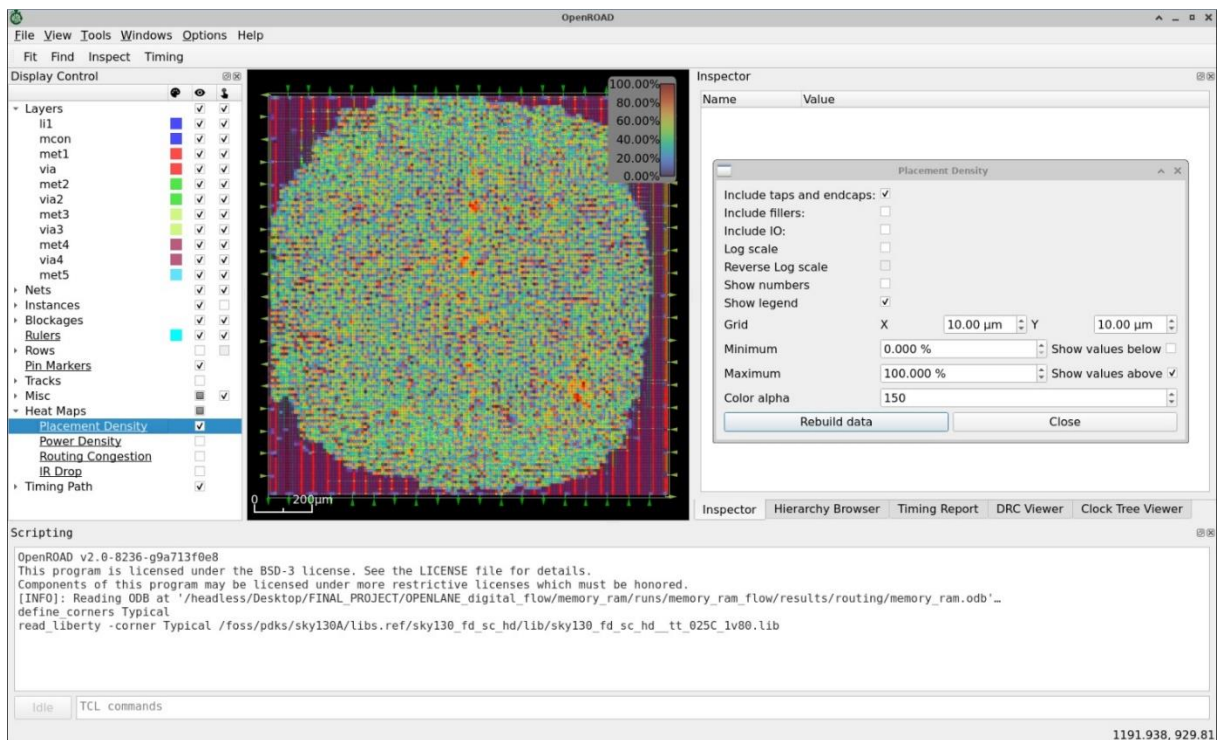 OpenROAD
File View Tools Windows Options Help
Fit Find Inspect Timing
Display Control
Layers
li1
mcon
met1
via
met2
via2
met3
via3
met4
via4
met5
Nets
Instances
Blockages
Rulers
Rows
Pin Markers
Tracks
Misc
Heat Maps
Placement Density
Power Density
Routing Congestion
IR Drop
Timing Path
100.00%
80.00%
60.00%
40.00%
20.00%
0.00%
0 200μm
Inspector
Name Value
Placement Density
Include taps and endcaps:
Include fillers:
Include IO:
Log scale
Reverse Log scale
Show numbers
Show legend
Grid X 10.00 μm Y 10.00 μm
Minimum 0.000 % Show values below
Maximum 100.000 % Show values above
Color alpha 150
Rebuild data Close
Inspector Hierarchy Browser Timing Report DRC Viewer Clock Tree Viewer
Scripting
OpenROAD v2.0-8236-g9a713f0e8
This program is licensed under the BSD-3 license. See the LICENSE file for details.
Components of this program may be licensed under more restrictive licenses which must be honored.
[INFO]: Reading ODB at '/headless/Desktop/FINAL_PROJECT/OPENLANE_digital_flow/memory_ram/runs/memory_ram_flow/results/routing/memory_ram.odb'…
define_corners Typical
read_liberty -corner Typical /foss/pdks/sky130A/libs.ref/sky130_fd_sc_hd/lib/sky130_fd_sc_hd__tt_025C_1v80.lib
Idle TCL commands
1191.938, 929.81